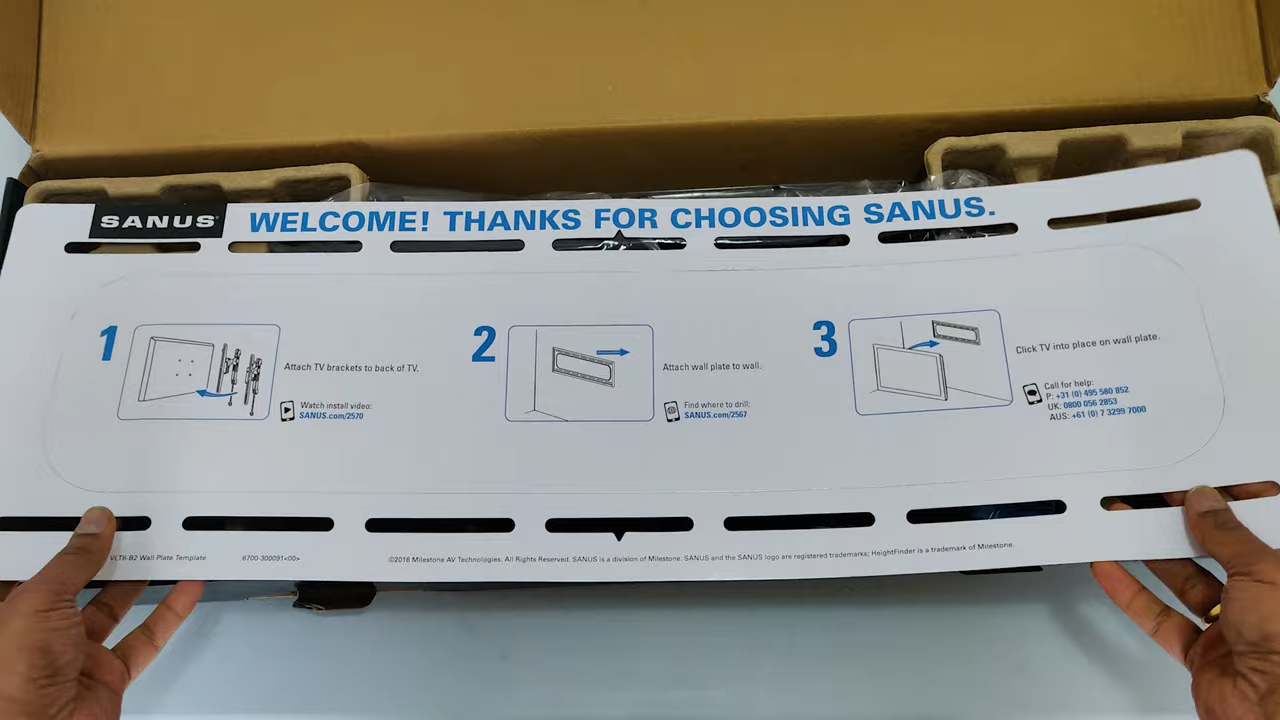 SANUS
WELCOME! THANKS FOR CHOOSING SANUS.
1
Attach TV brackets to back of TV.
Watch install video:
SANUS.com/2570
2
Attach wall plate to wall.
Find where to drill:
SANUS.com/2567
3
Click TV into place on wall plate.
Call for help:
P: +31 (0) 495 580 852
UK: 0800 056 2853
AUS: +61 (0) 7 3299 7000
VLT6-B2 Wall Plate Template
6700-300091<00>
©2016 Milestone AV Technologies. All Rights Reserved. SANUS is a division of Milestone. SANUS and the SANUS logo are registered trademarks; HeightFinder is a trademark of Milestone.